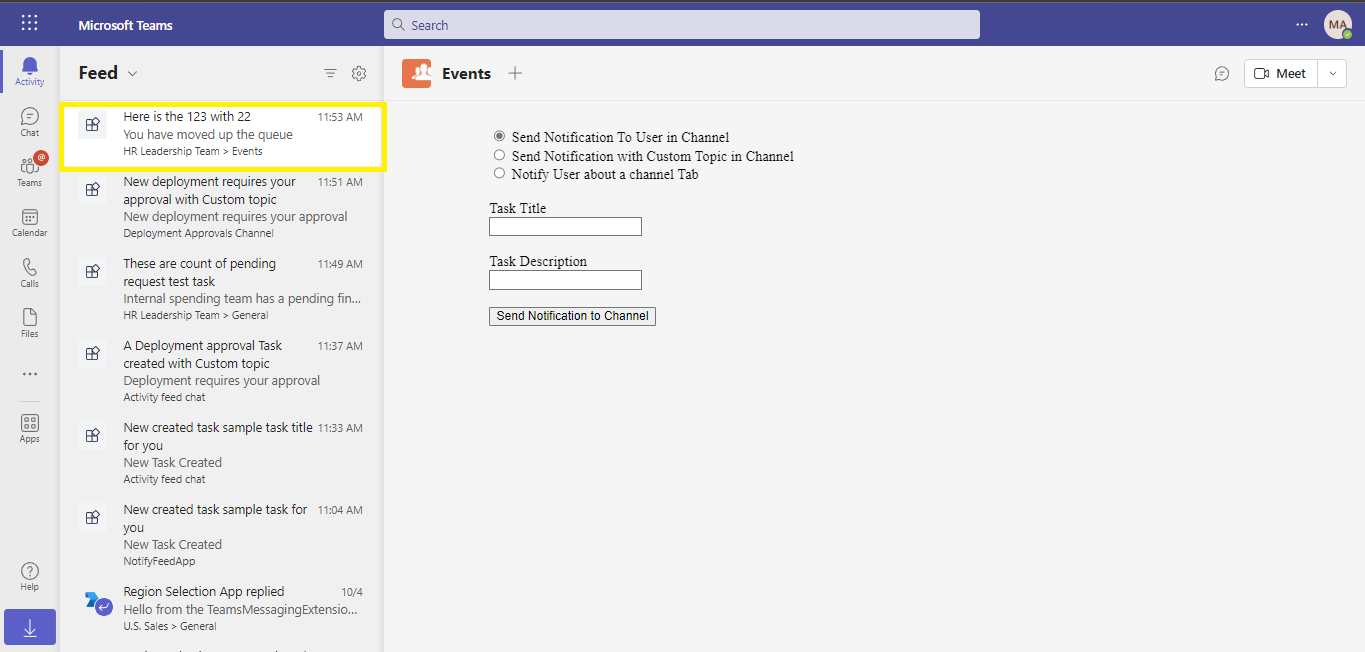 Microsoft Teams
Search
MA
Activity
Chat
@
Teams
Calendar
Calls
Files
Apps
Help
Feed
Here is the 123 with 22 11:53 AM
You have moved up the queue
HR Leadership Team > Events
New deployment requires your 11:51 AM
approval with Custom topic
New deployment requires your approval
Deployment Approvals Channel
These are count of pending 11:49 AM
request test task
Internal spending team has a pending fin...
HR Leadership Team > General
A Deployment approval Task 11:37 AM
created with Custom topic
Deployment requires your approval
Activity feed chat
New created task sample task title 11:33 AM
for you
New Task Created
Activity feed chat
New created task sample task for 11:04 AM
you
New Task Created
NotifyFeedApp
Region Selection App replied 10/4
Hello from the TeamsMessagingExtensio...
U.S. Sales > General
Events
Meet
Send Notification To User in Channel
Send Notification with Custom Topic in Channel
Notify User about a channel Tab
Task Title
Task Description
Send Notification to Channel